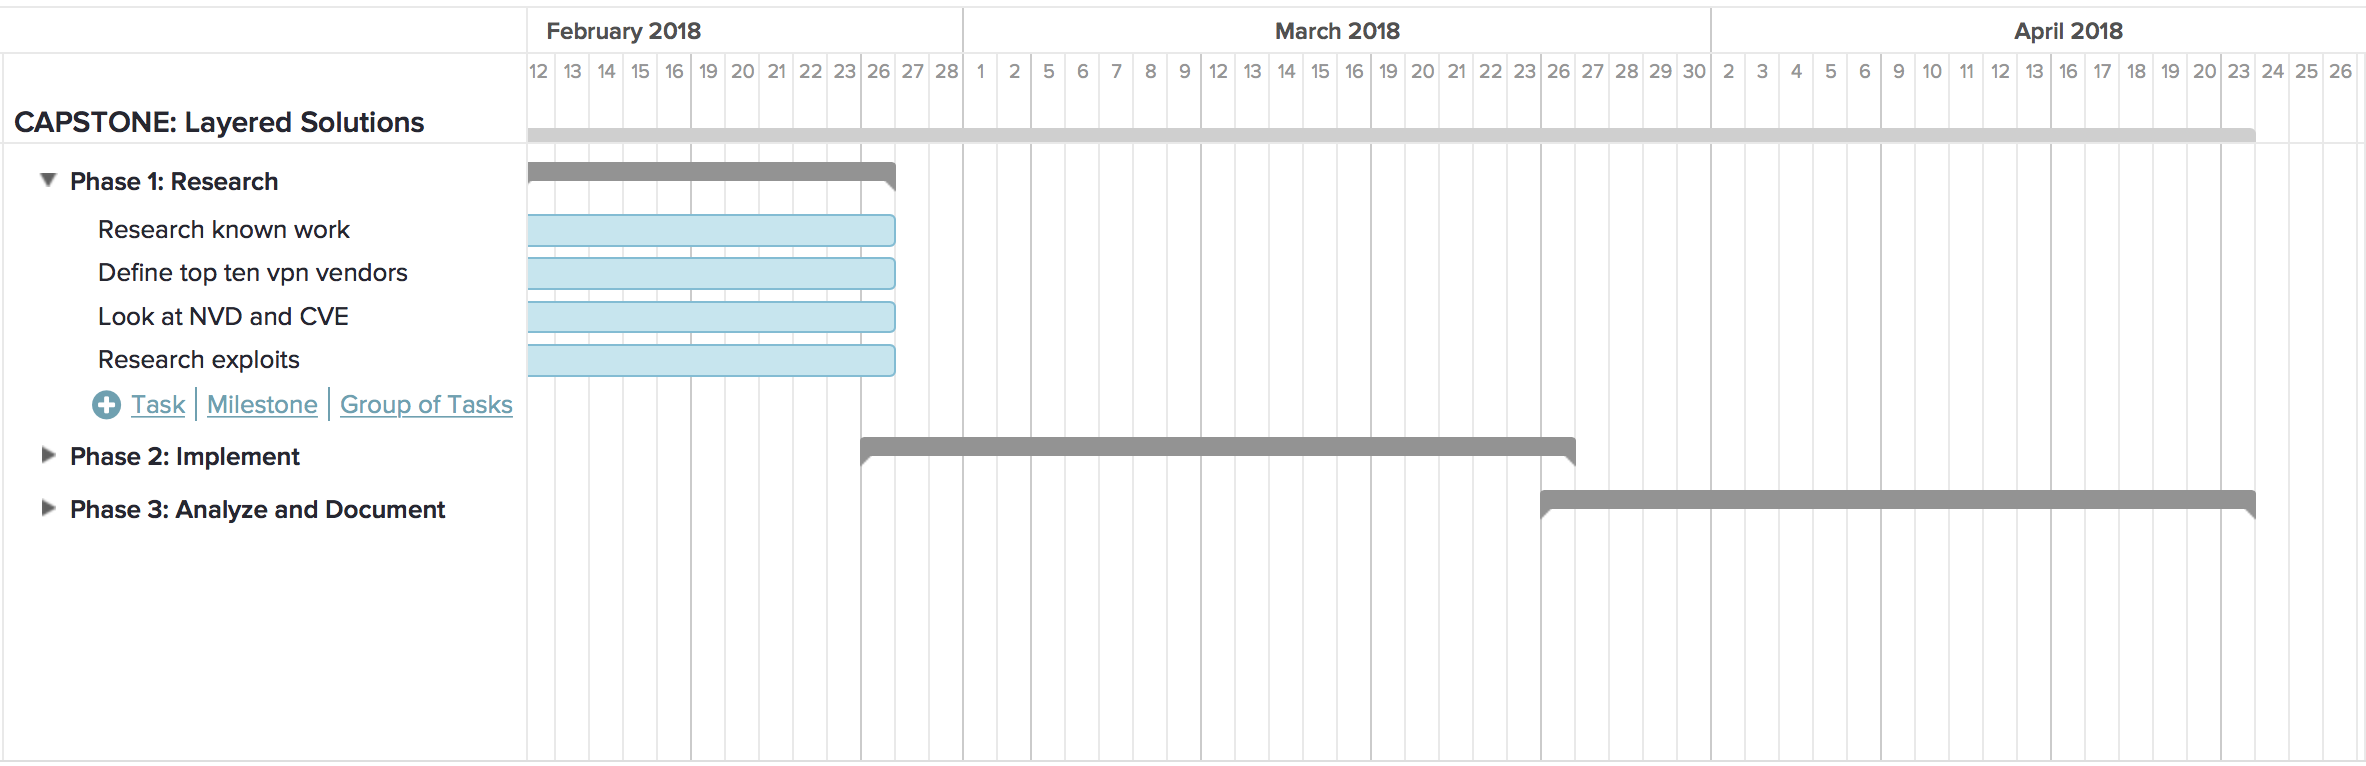 February 2018 March 2018 April 2018
12 13 14 15 16 19 20 21 22 23 26 27 28 1 2 5 6 7 8 9 12 13 14 15 16 19 20 21 22 23 26 27 28 29 30 2 3 4 5 6 9 10 11 12 13 16 17 18 19 20 23 24 25 26
CAPSTONE: Layered Solutions
Phase 1: Research
Research known work
Define top ten vpn vendors
Look at NVD and CVE
Research exploits
Task Milestone Group of Tasks
Phase 2: Implement
Phase 3: Analyze and Document